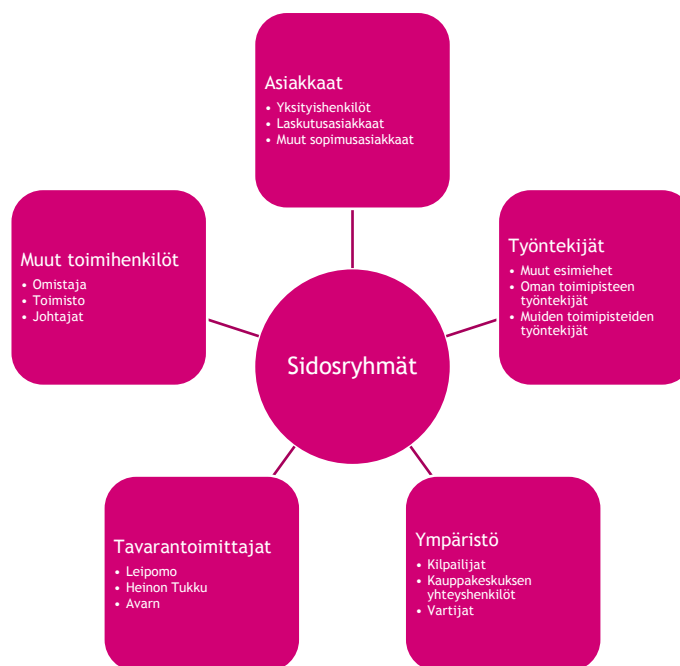 Asiakkaat
• Yksityishenkilöt
• Laskutusasiakkaat
• Muut sopimusasiakkaat
Muut toimihenkilöt
• Omistaja
• Toimisto
• Johtajat
Työntekijät
• Muut esimiehet
• Oman toimipisteen
työntekijät
• Muiden toimipisteiden
työntekijät
Sidosryhmät
Tavarantoimittajat
• Leipomo
• Heinon Tukku
• Avarn
Ympäristö
• Kilpailijat
• Kauppakeskuksen
yhteyshenkilöt
• Vartijat